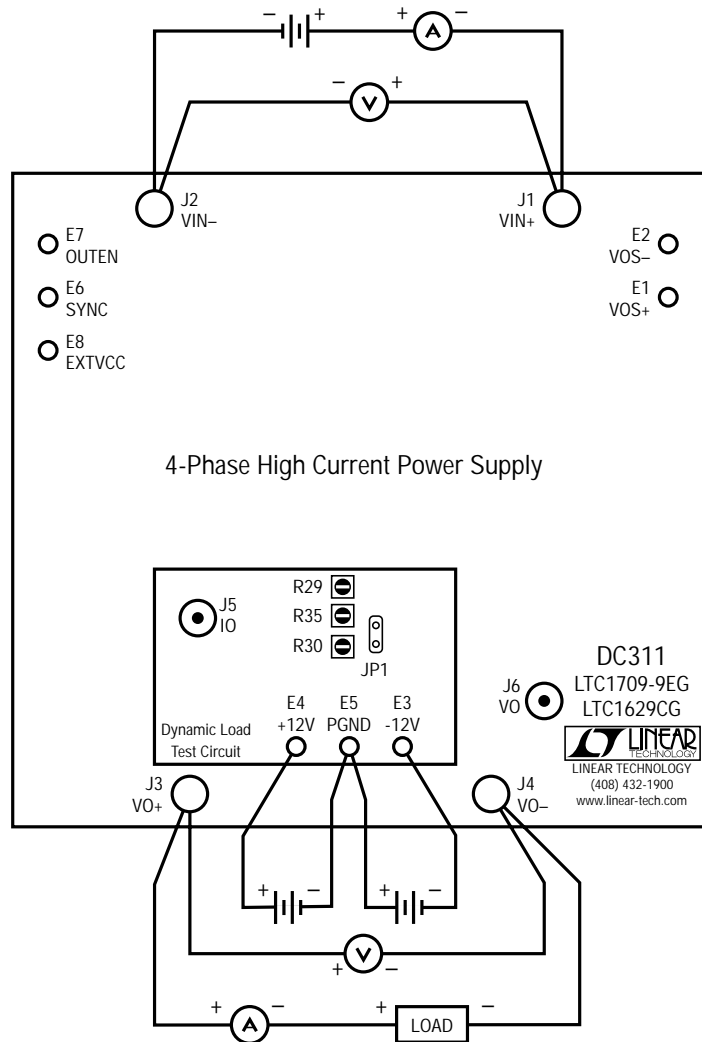 − + + −
A
− +
V
J2
VIN−
J1
VIN+
E7
OUTEN
E2
VOS−
E6
SYNC
E1
VOS+
E8
EXTVCC
4-Phase High Current Power Supply
R29
J5
IO
R35
R30
JP1
DC311
LTC1709-9EG
LTC1629CG
J6
VO
E4
+12V
E5
PGND
E3
-12V
Dynamic Load
Test Circuit
LINEAR
TECHNOLOGY
LINEAR TECHNOLOGY
(408) 432-1900
www.linear-tech.com
J3
VO+
J4
VO−
+ − + −
V
+ −
+ − + −
A
LOAD